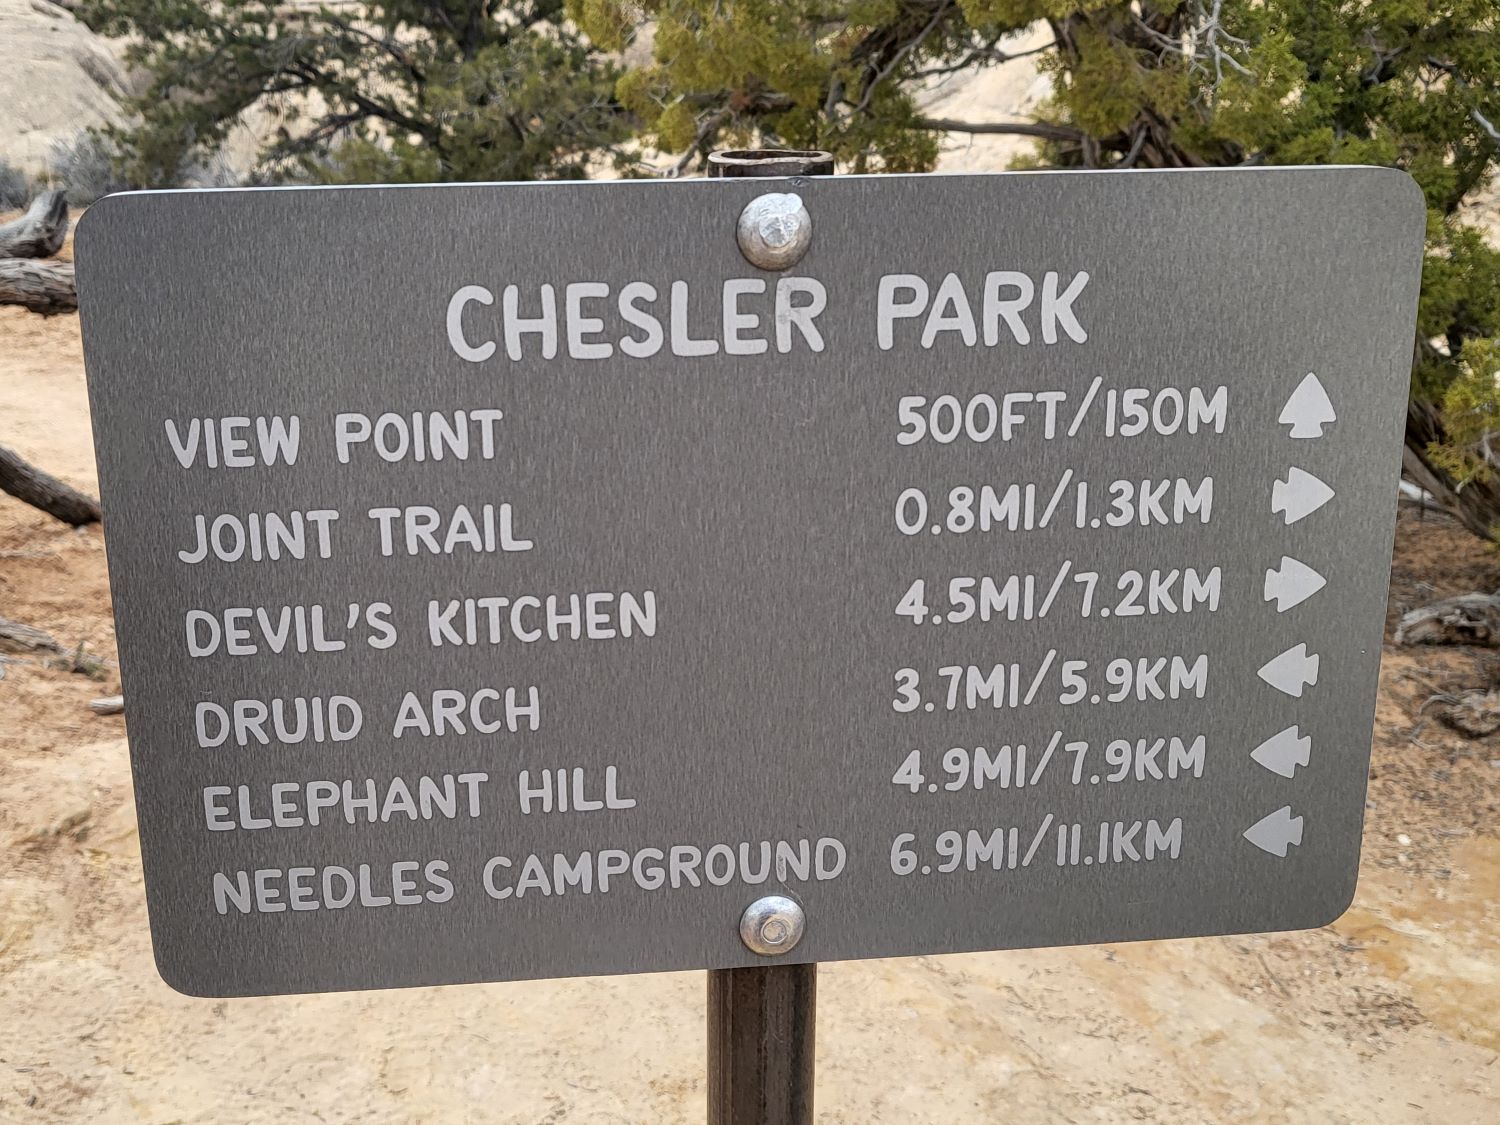 CHESLER PARK
VIEW POINT 500FT/150M
JOINT TRAIL 0.8MI/1.3KM
DEVIL'S KITCHEN 4.5MI/7.2KM
DRUID ARCH 3.7MI/5.9KM
ELEPHANT HILL 4.9MI/7.9KM
NEEDLES CAMPGROUND 6.9MI/11.1KM